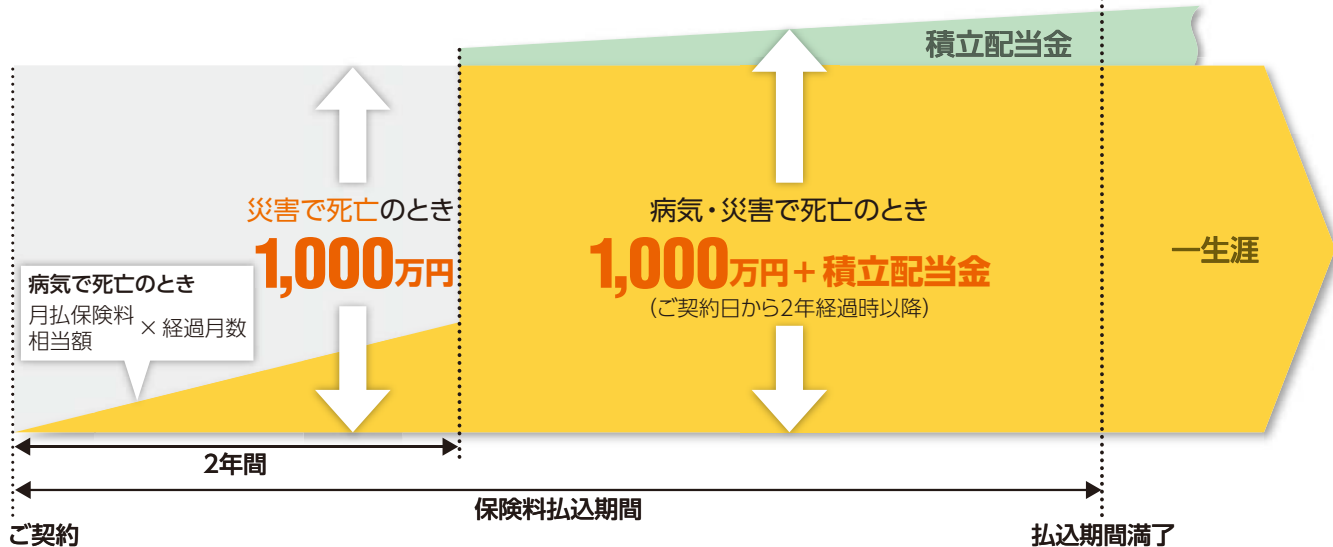 積立配当金
災害で死亡のとき
1,000万円
病気・災害で死亡のとき
1,000万円＋積立配当金
（ご契約日から2年経過時以降）
一生涯
病気で死亡のとき
月払保険料
相当額
× 経過月数
2年間
保険料払込期間
ご契約
払込期間満了